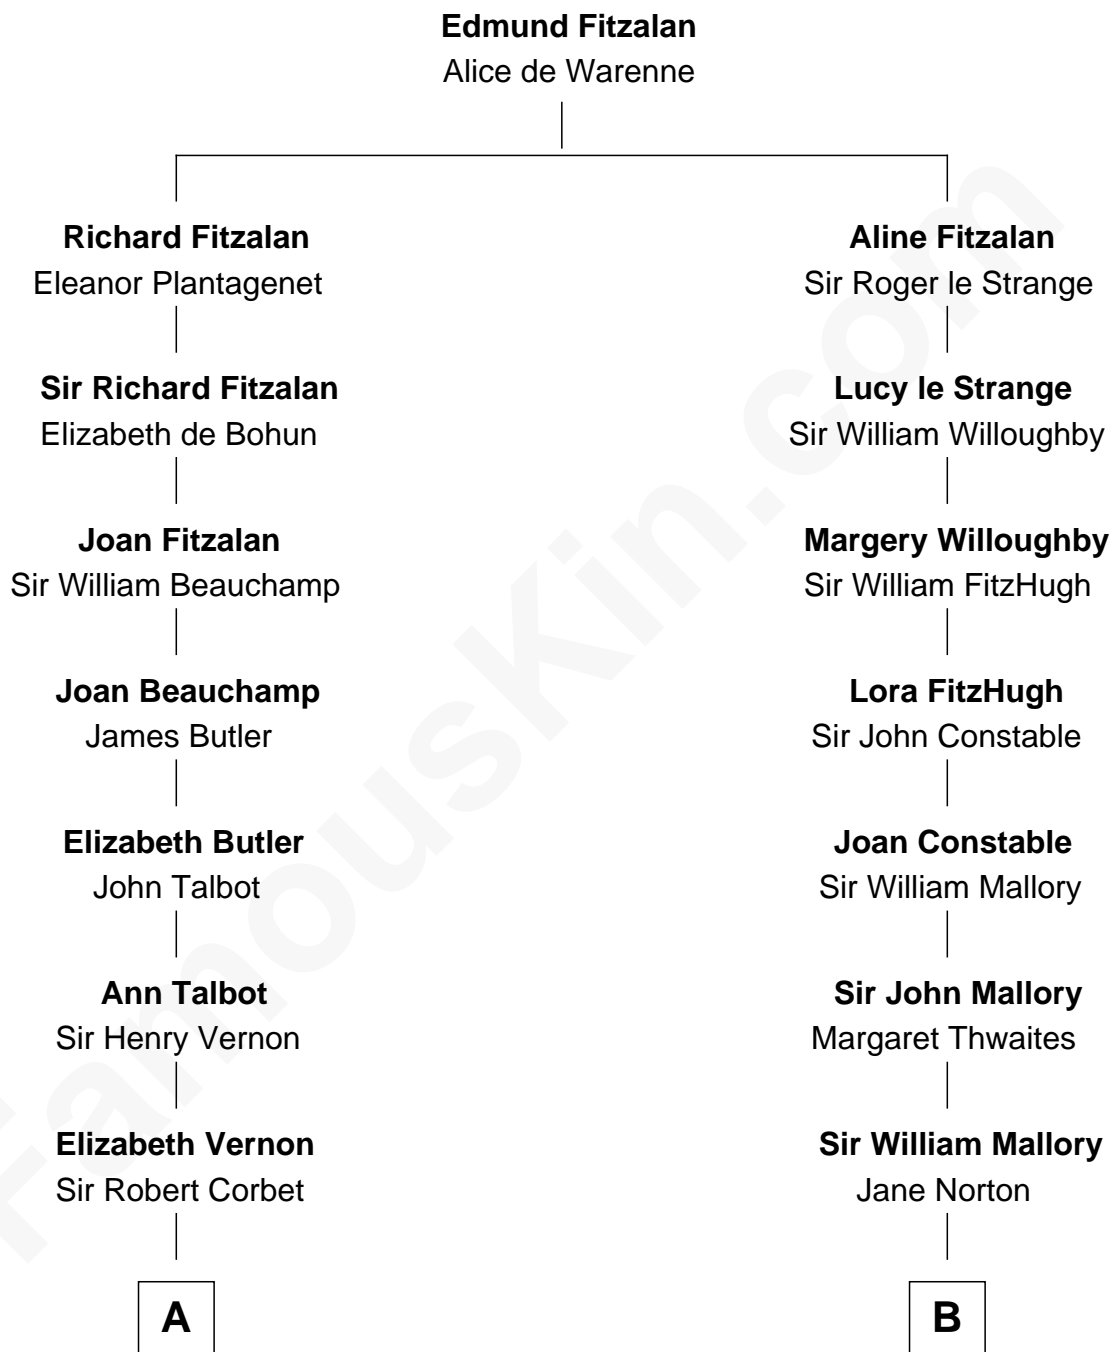 Edmund Fitzalan
Alice de Warenne
Richard Fitzalan
Eleanor Plantagenet
Sir Richard Fitzalan
Elizabeth de Bohun
Joan Fitzalan
Sir William Beauchamp
Joan Beauchamp
James Butler
Elizabeth Butler
John Talbot
Ann Talbot
Sir Henry Vernon
Elizabeth Vernon
Sir Robert Corbet
A
Aline Fitzalan
Sir Roger le Strange
Lucy le Strange
Sir William Willoughby
Margery Willoughby
Sir William FitzHugh
Lora FitzHugh
Sir John Constable
Joan Constable
Sir William Mallory
Sir John Mallory
Margaret Thwaites
Sir William Mallory
Jane Norton
B
FamousKin.com